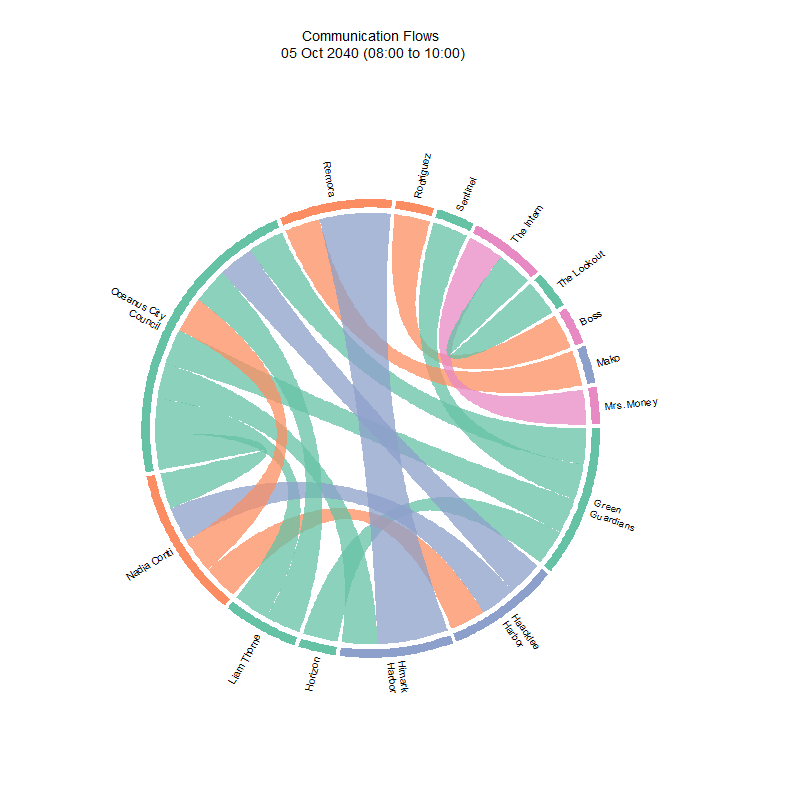 Communication Flows
05 Oct 2040 (08:00 to 10:00)
Remora
Rodriguez
Sentinel
The Intern
The Lookout
Boss
Mako
Mrs. Money
Green
Guardians
Haacklee
Harbor
Himark
Harbor
Horizon
Liam Thorne
Nadia Conti
Oceanus City
Council